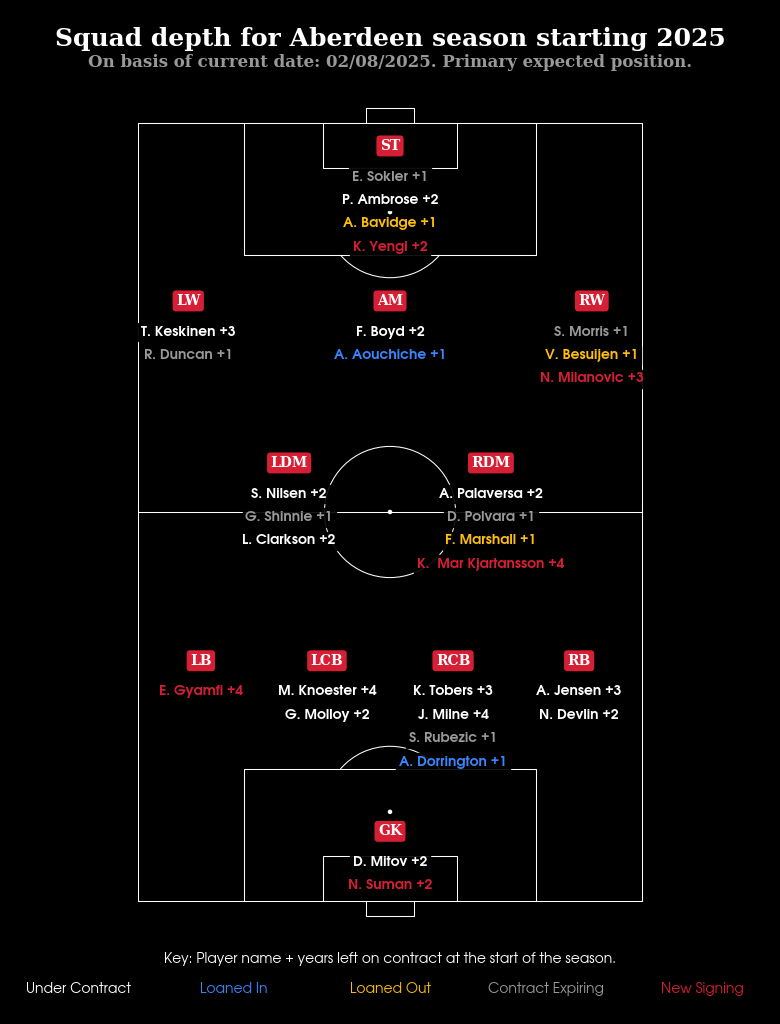 Squad depth for Aberdeen season starting 2025
On basis of current date: 02/08/2025. Primary expected position.
ST
E. Sokler +1
P. Ambrose +2
A. Bavidge +1
K. Yengi +2
LW
T. Keskinen +3
R. Duncan +1
AM
F. Boyd +2
A. Aouchiche +1
RW
S. Morris +1
V. Besuijen +1
N. Milanovic +3
LDM
S. Nilsen +2
G. Shinnie +1
L. Clarkson +2
RDM
A. Palaversa +2
D. Polvara +1
F. Marshall +1
K.  Mar Kjartansson +4
LB
E. Gyamfi +4
LCB
M. Knoester +4
G. Molloy +2
RCB
K. Tobers +3
J. Milne +4
S. Rubezic +1
A. Dorrington +1
RB
A. Jensen +3
N. Devlin +2
GK
D. Mitov +2
N. Suman +2
Key: Player name + years left on contract at the start of the season.
Under Contract
Loaned In
Loaned Out
Contract Expiring
New Signing